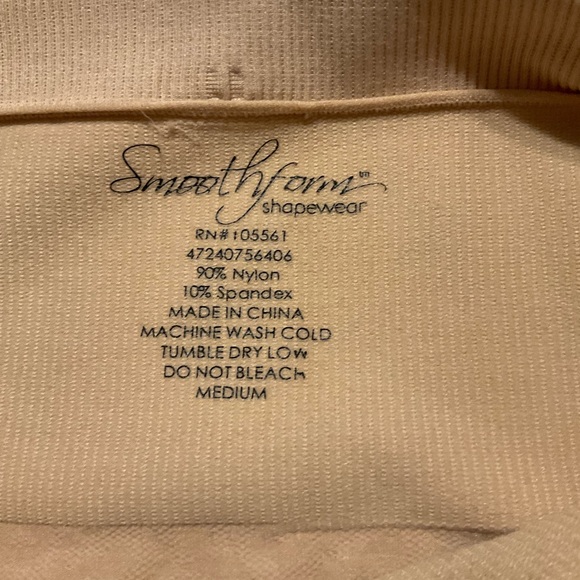 Smoothform™
shapewear
RN#105561
47240756406
90% Nylon
10% Spandex
MADE IN CHINA
MACHINE WASH COLD
TUMBLE DRY LOW
DO NOT BLEACH
MEDIUM